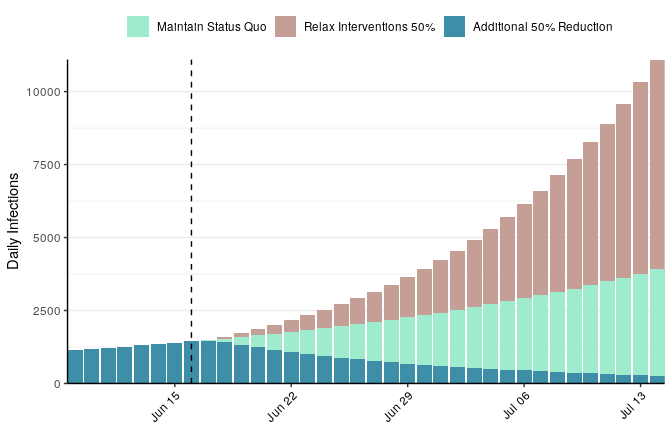 Maintain Status Quo Relax Interventions 50% Additional 50% Reduction
Daily Infections
10000
7500
5000
2500
0
Jun 15 Jun 22 Jun 29 Jul 06 Jul 13